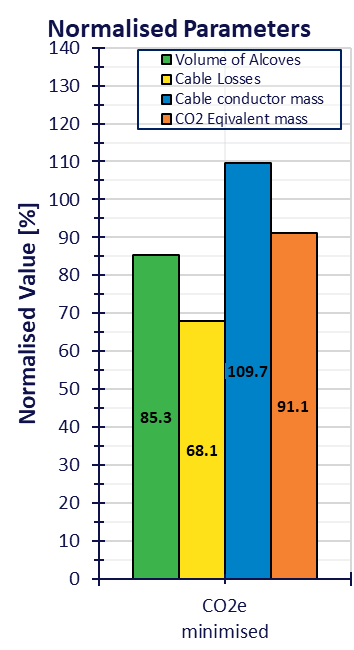 Normalised Parameters
140
130
120
110
100
90
80
70
60
50
40
30
20
10
0
Normalised Value [%]
Volume of Alcoves
Cable Losses
Cable conductor mass
CO2 Eqivalent mass
85.3
68.1
109.7
91.1
CO2e
minimised